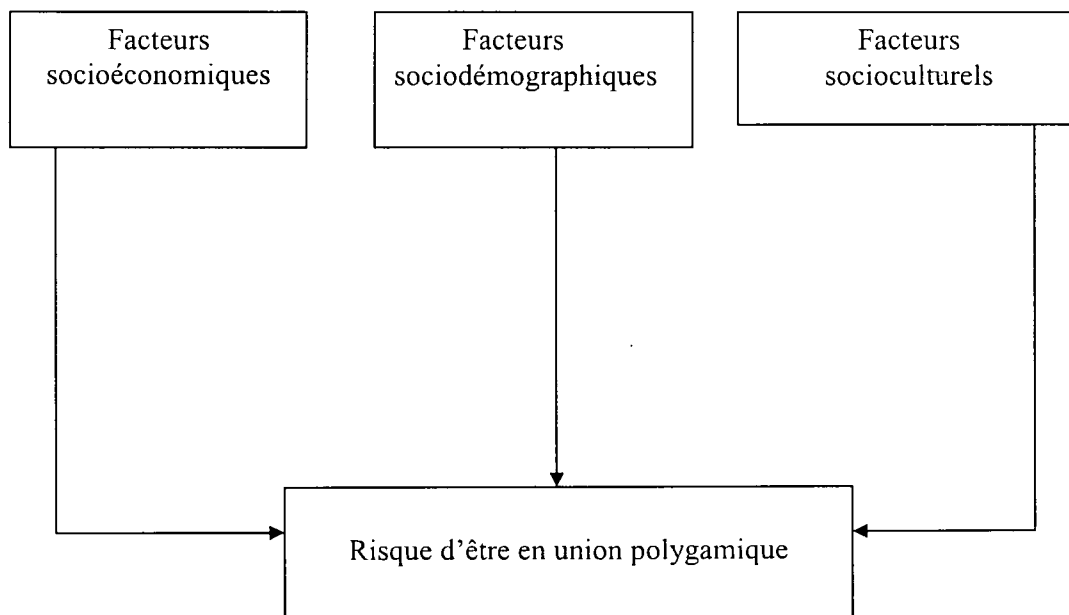 Facteurs
socioéconomiques
Facteurs
sociodémographiques
Facteurs
socioculturels
Risque d'être en union polygamique